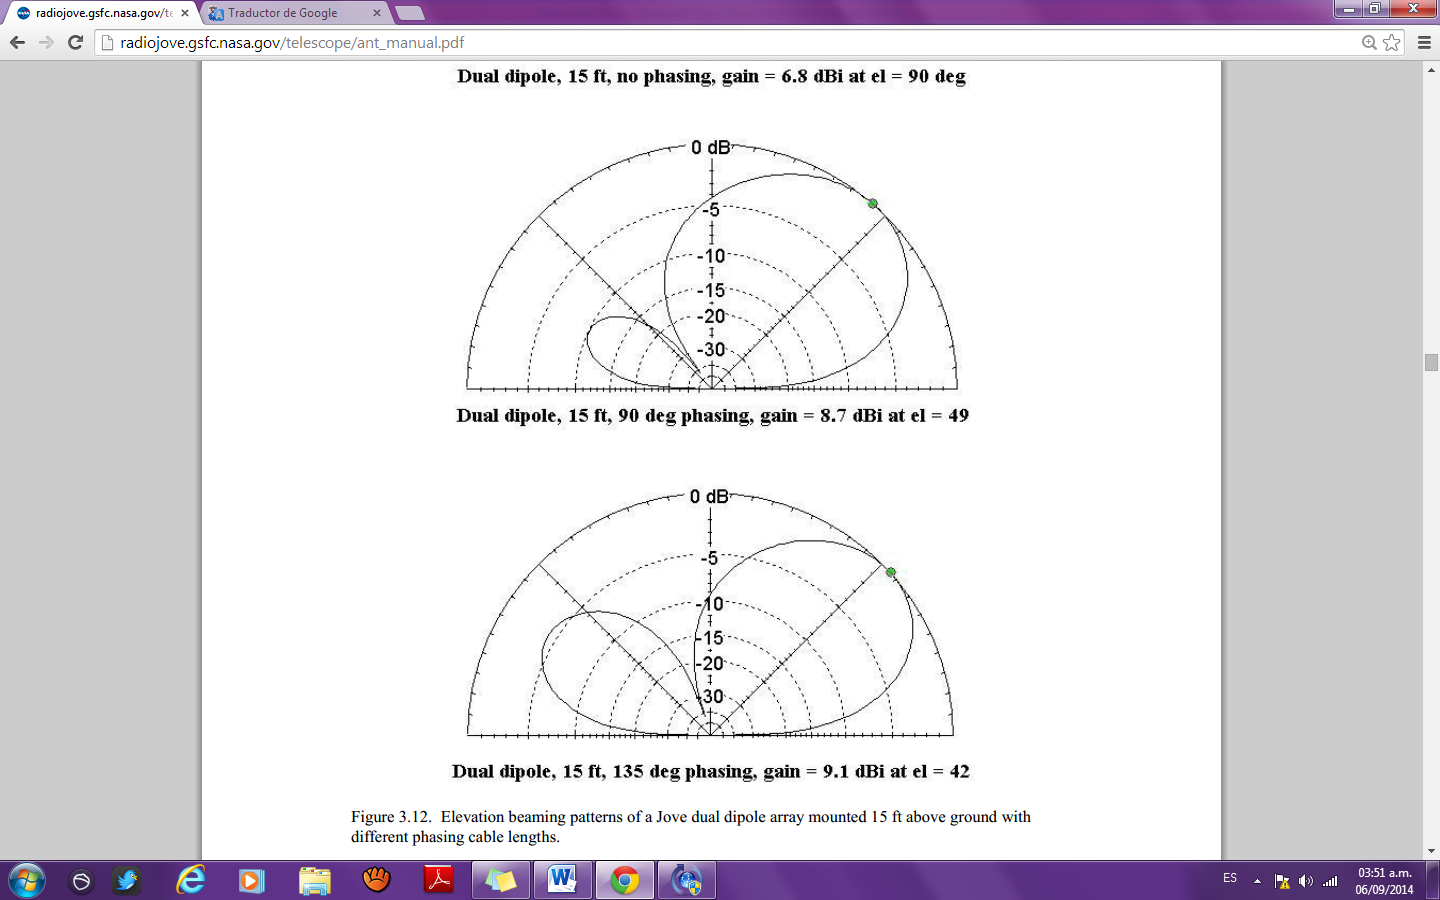 radiojove.gsfc.nasa.gov/te
Traductor de Google
radiojove.gsfc.nasa.gov/telescope/ant_manual.pdf
Dual dipole, 15 ft, no phasing, gain = 6.8 dBi at el = 90 deg
0 dB
-5
-10
-15
-20
-30
Dual dipole, 15 ft, 90 deg phasing, gain = 8.7 dBi at el = 49
0 dB
-5
-10
-15
-20
-30
Dual dipole, 15 ft, 135 deg phasing, gain = 9.1 dBi at el = 42
Figure 3.12. Elevation beaming patterns of a Jove dual dipole array mounted 15 ft above ground with
different phasing cable lengths.
ES
03:51 a.m.
06/09/2014